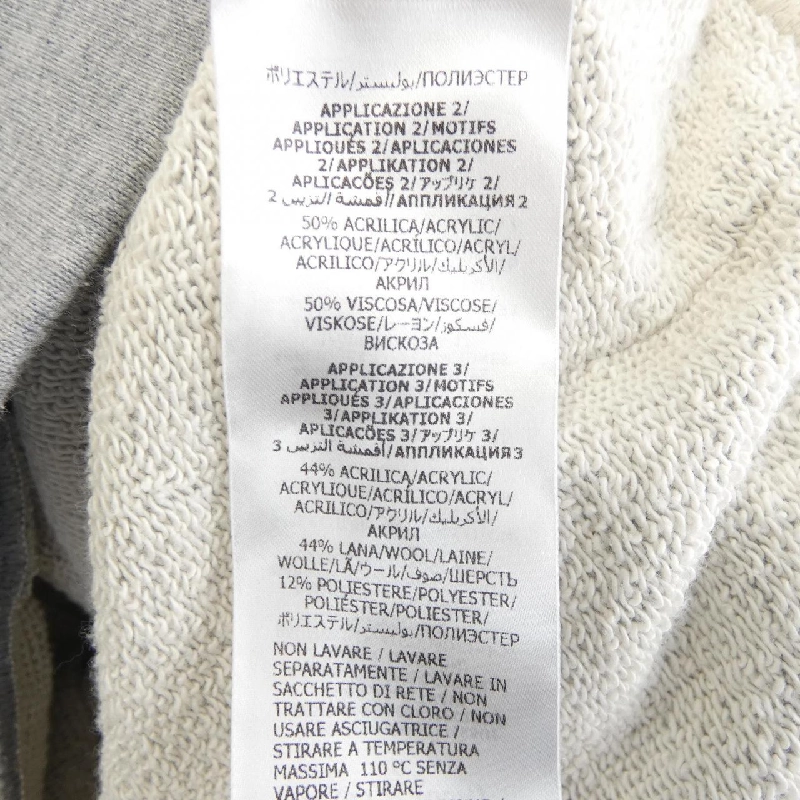 ポリエステル/بوليستر/ПОЛИЭСТЕР
APPLICAZIONE 2/
APPLICATION 2/MOTIFS
APPLIQUÉS 2/APLICACIONES
2/APPLIKATION 2/
APLICACÕES 2/アップリケ 2/
أقمشة التزيين 2/АППЛИКАЦИЯ 2
50% ACRILICA/ACRYLIC/
ACRYLIQUE/ACRÍLICO/ACRYL/
ACRILICO/アクリル/الأكريليك/
АКРИЛ
50% VISCOSA/VISCOSE/
VISKOSE/レーヨン/فسكوز/
ВИСКОЗА
APPLICAZIONE 3/
APPLICATION 3/MOTIFS
APPLIQUÉS 3/APLICACIONES
3/APPLIKATION 3/
APLICACÕES 3/アップリケ 3/
أقمشة التزيين 3/АППЛИКАЦИЯ 3
44% ACRILICA/ACRYLIC/
ACRYLIQUE/ACRÍLICO/ACRYL/
ACRILICO/アクリル/الأكريليك/
АКРИЛ
44% LANA/WOOL/LAINE/
WOLLE/LÃ/ウール/صوف/ШЕРСТЬ
12% POLIESTERE/POLYESTER/
POLIÉSTER/POLIESTER/
ポリエステル/بوليستر/ПОЛИЭСТЕР
NON LAVARE / LAVARE
SEPARATAMENTE / LAVARE IN
SACCHETTO DI RETE / NON
TRATTARE CON CLORO / NON
USARE ASCIUGATRICE /
STIRARE A TEMPERATURA
MASSIMA 110 °C SENZA
VAPORE / STIRARE